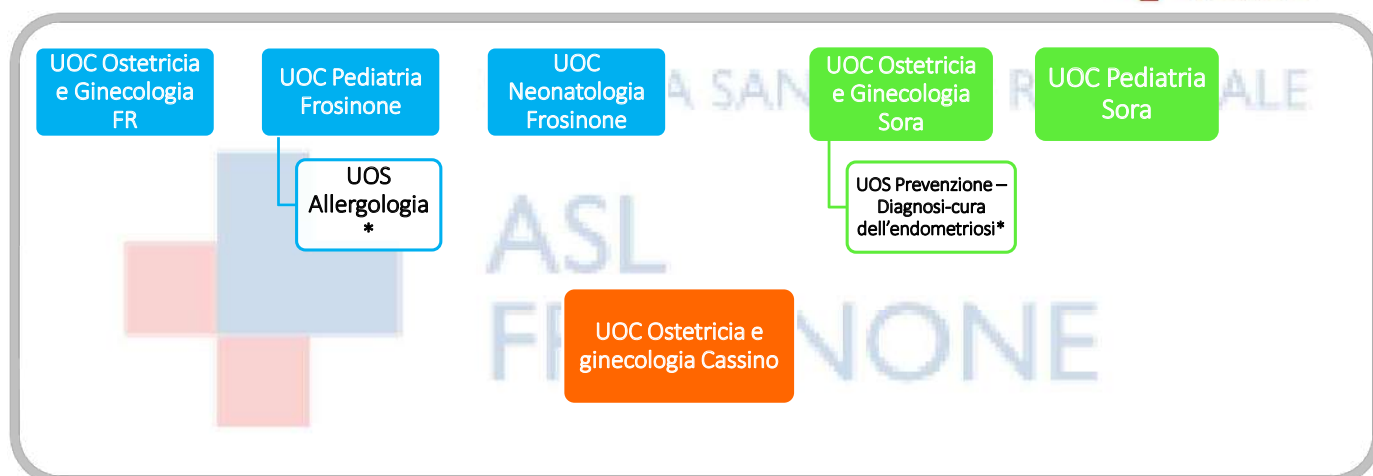 UOC Ostetricia
e Ginecologia
FR
UOC Pediatria
Frosinone
UOC
Neonatologia
Frosinone
UOC Ostetricia
e Ginecologia
Sora
UOC Pediatria
Sora
UOS
Allergologia
*
UOS Prevenzione –
Diagnosi-cura
dell'endometriosi*
UOC Ostetricia e
ginecologia Cassino
ASL